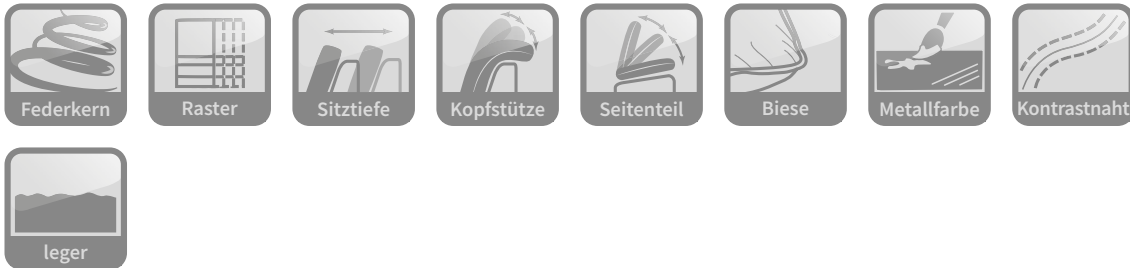 Federkern
Raster
Sitztiefe
Kopfstütze
Seitenteil
Biese
Metallfarbe
Kontrastnaht
leger